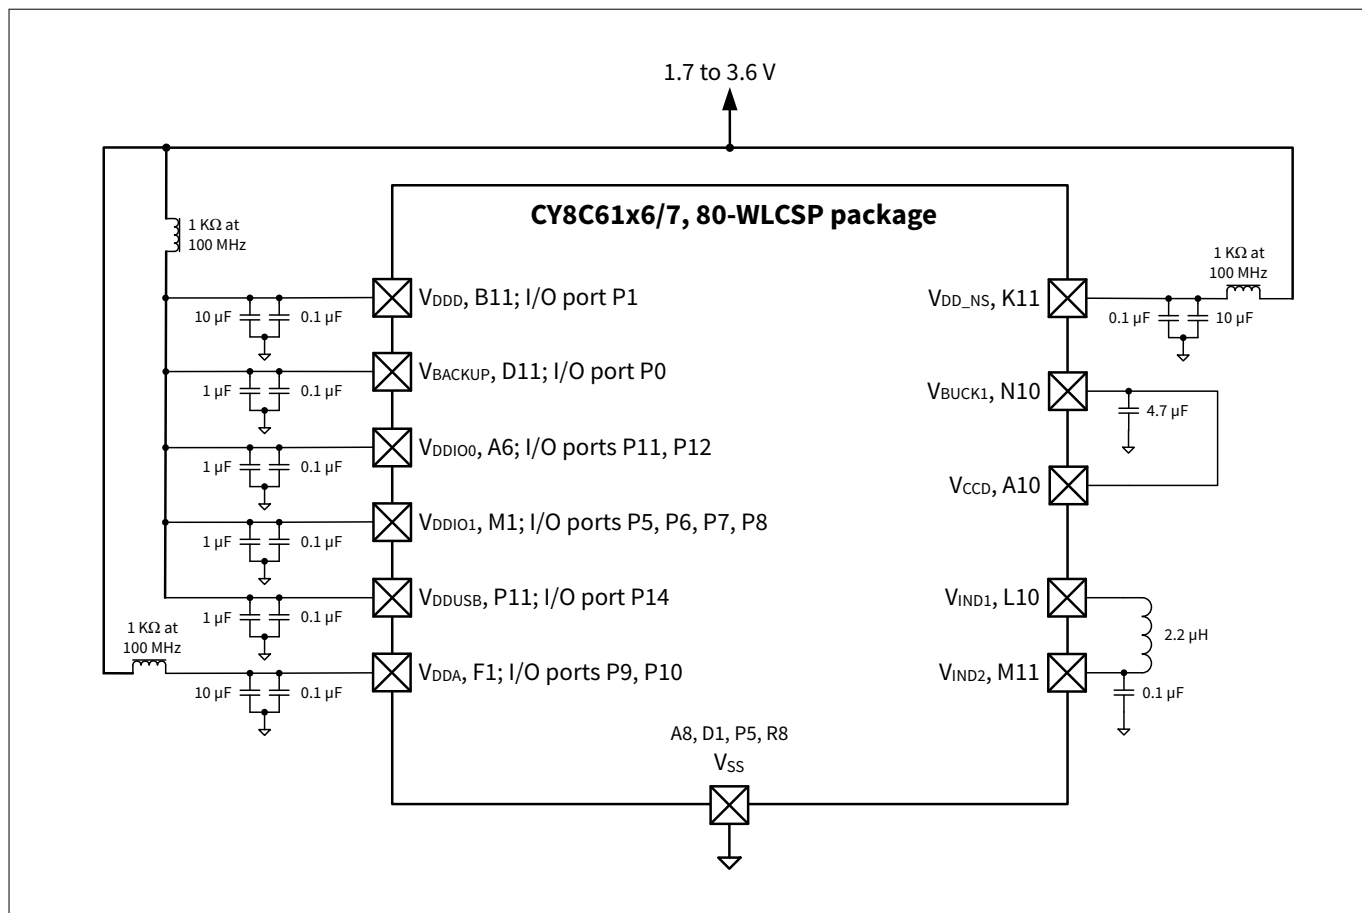 1.7 to 3.6 V
CY8C61x6/7, 80-WLCSP package
1 KΩ at
100 MHz
1 KΩ at
100 MHz
VDDD, B11; I/O port P1
10 µF
0.1 µF
VBACKUP, D11; I/O port P0
1 µF
0.1 µF
VDDIO0, A6; I/O ports P11, P12
1 µF
0.1 µF
VDDIO1, M1; I/O ports P5, P6, P7, P8
1 µF
0.1 µF
VDDUSB, P11; I/O port P14
1 µF
0.1 µF
1 KΩ at
100 MHz
VDDA, F1; I/O ports P9, P10
10 µF
0.1 µF
VDD_NS, K11
0.1 µF
10 µF
VBUCK1, N10
4.7 µF
VCCD, A10
VIND1, L10
2.2 µH
VIND2, M11
0.1 µF
A8, D1, P5, R8
VSS